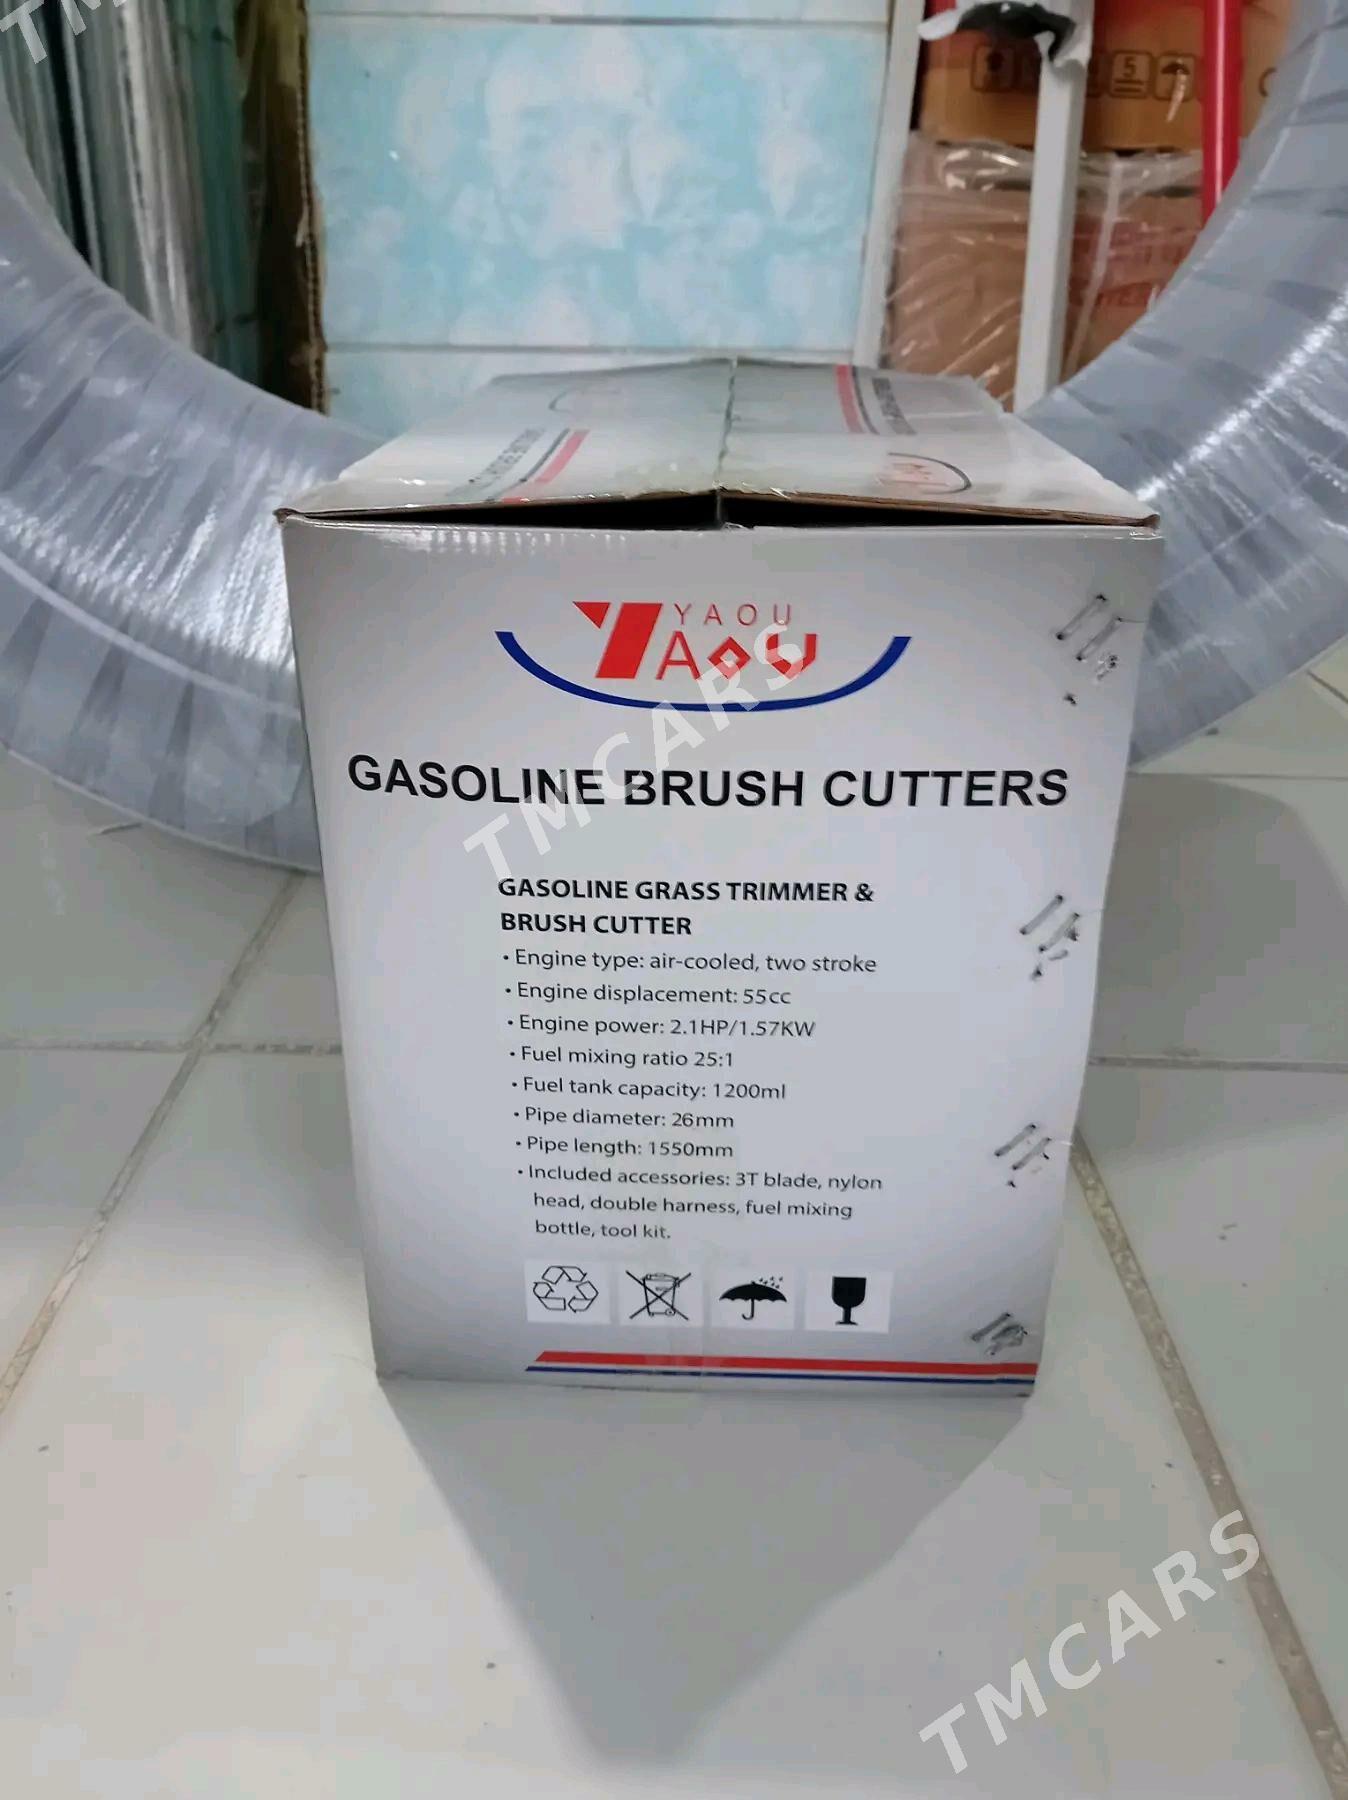 TM
5
YAOU
YAOU
GASOLINE BRUSH CUTTERS
TMCARS
GASOLINE GRASS TRIMMER &
BRUSH CUTTER
• Engine type: air-cooled, two stroke
• Engine displacement: 55cc
• Engine power: 2.1HP/1.57KW
• Fuel mixing ratio 25:1
• Fuel tank capacity: 1200ml
• Pipe diameter: 26mm
• Pipe length: 1550mm
• Included accessories: 3T blade, nylon
head, double harness, fuel mixing
bottle, tool kit.
TMCARS